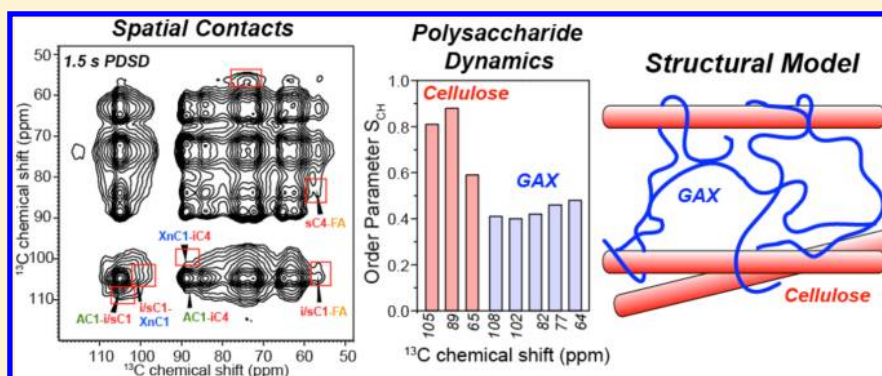 Spatial Contacts
1.5 s PDSD
50
60
70
80
90
100
110
¹³C chemical shift (ppm)
sC4-FA
XnC1-iC4
i/sC1-
XnC1
AC1-i/sC1
AC1-iC4
i/sC1-FA
110 100 90 80 70 60 50
¹³C chemical shift (ppm)
Polysaccharide
Dynamics
Order Parameter S_CH
1.0
0.8
0.6
0.4
0.2
0.0
Cellulose
GAX
105 89 65 108 102 82 77 64
¹³C chemical shift (ppm)
Structural Model
GAX
Cellulose